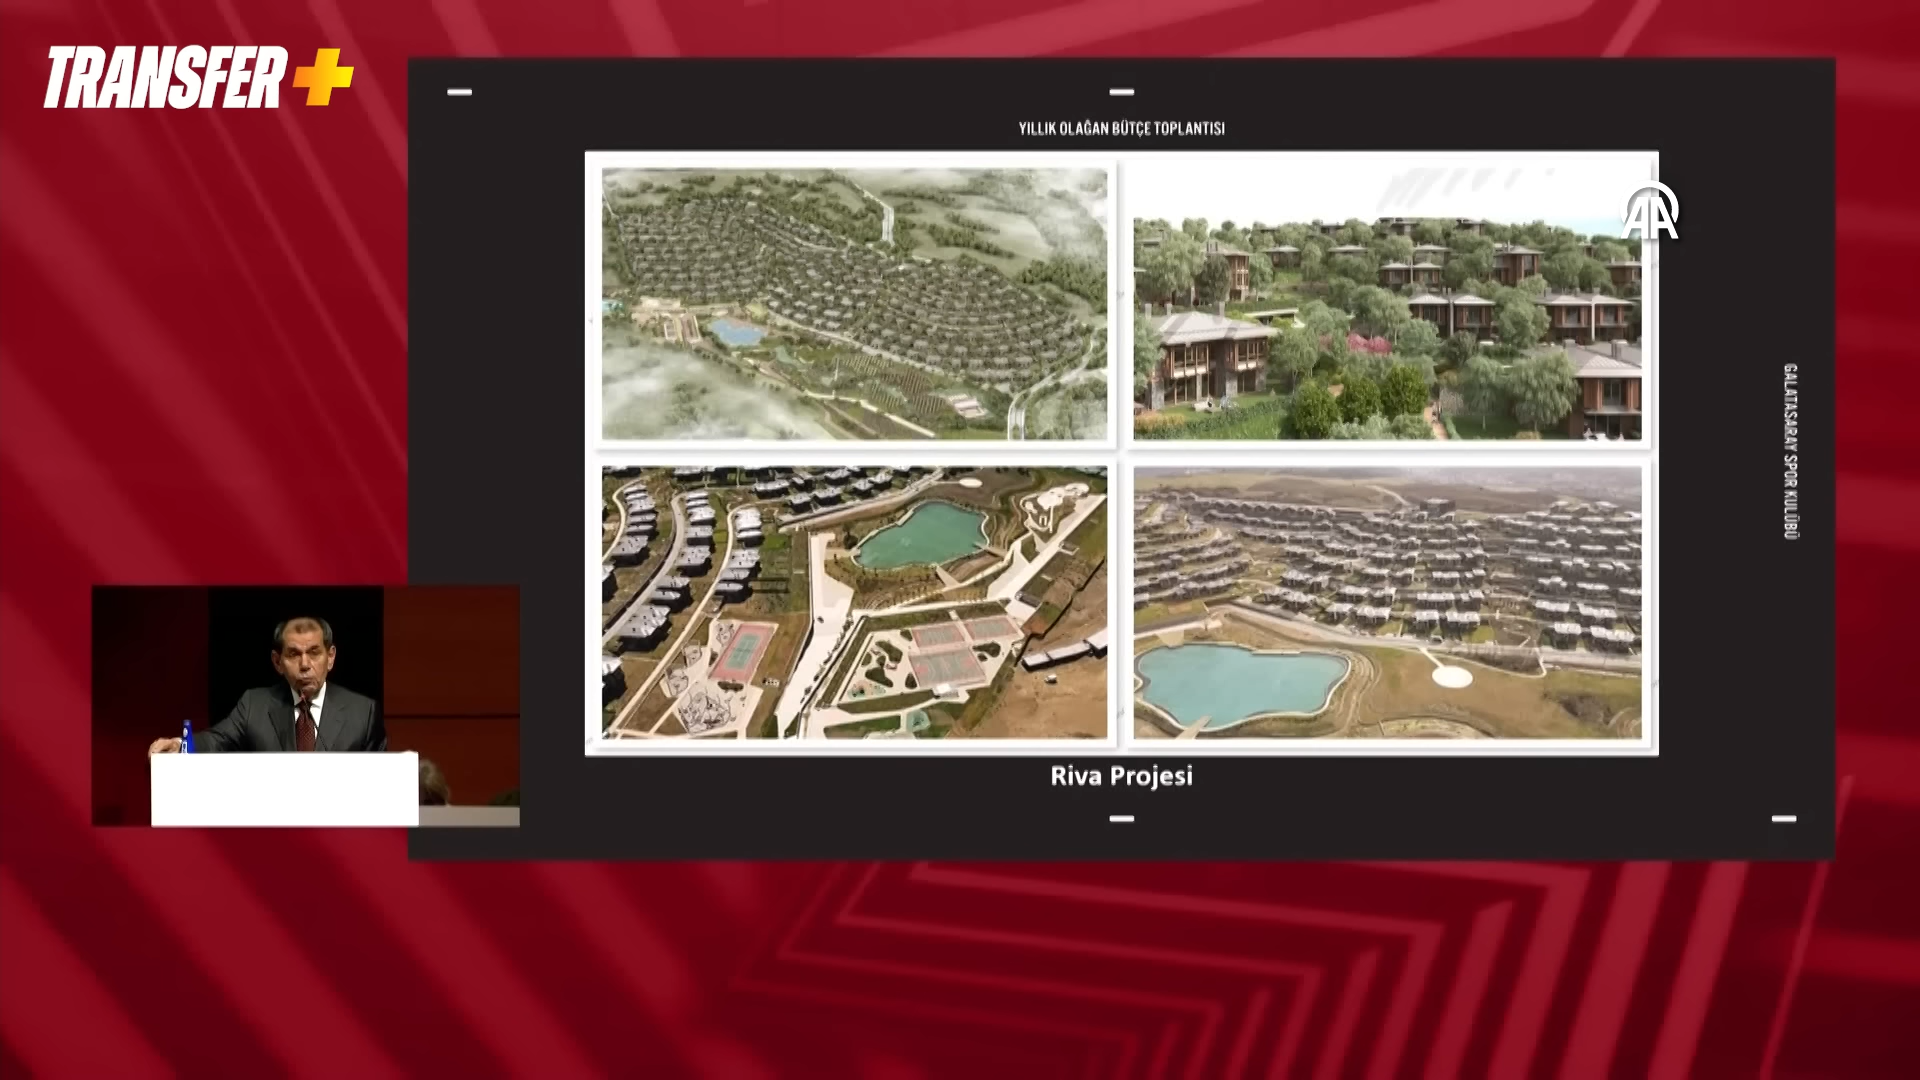 TRANSFER+
YILLIK OLAĞAN BÜTÇE TOPLANTISI
AA
GALATASARAY SPOR KULÜBÜ
Riva Projesi